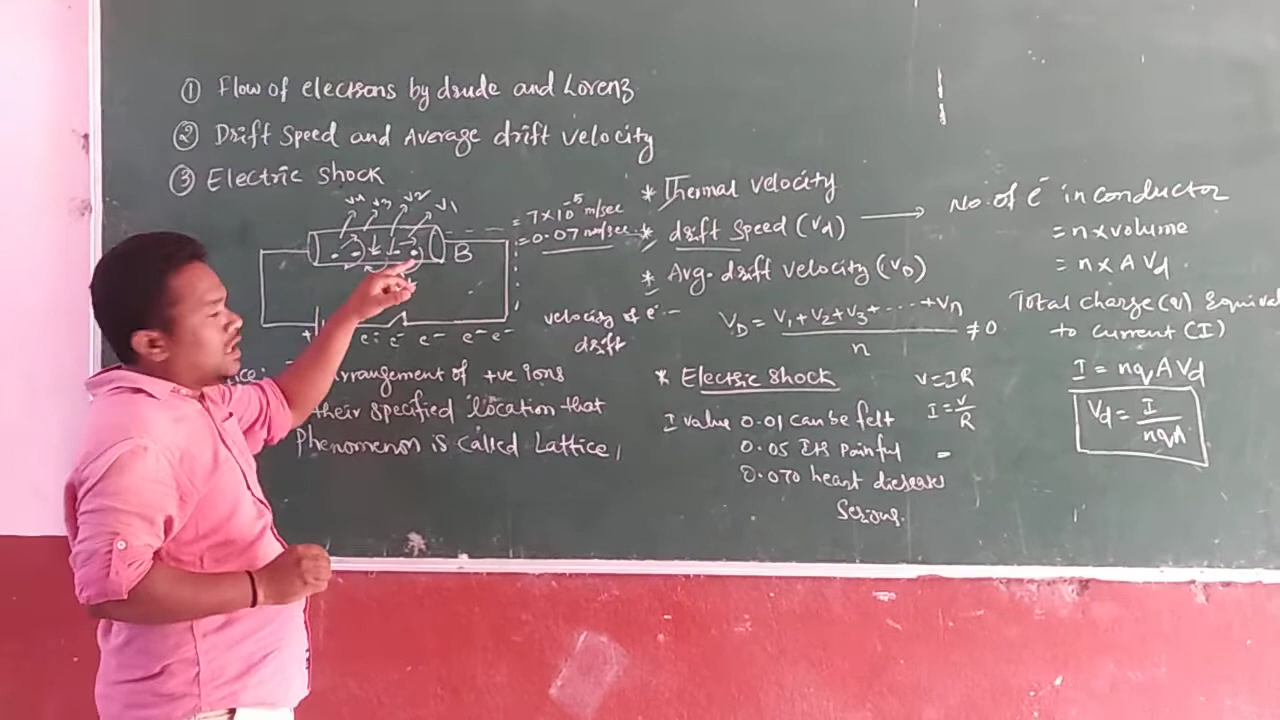 ① Flow of electrons by drude and Lorenz
② Drift Speed and Average drift velocity
③ Electric Shock
V4 V3 V2 V1
B
= 7×10⁻⁵ m/sec
= 0.07 mm/sec
+ e⁻ e⁻ e⁻ e⁻ e⁻
velocity of e⁻ :-
drift
arrangement of +ve ions
their specified location that
Phenomenon is called Lattice,
* Thermal velocity
* drift Speed (Vd) →
* Avg. drift velocity (VD)
VD = V1 + V2 + V3 + ...... + Vn / n ≠ 0
* Electric Shock
I value 0.01 can be felt
0.05 painful
0.070 heart
Serious.
V = IR
I = V/R
No. of e⁻ in conductor
= n × volume
= n × A Vd
Total charge (q)
to current (I)
I = nqAVd
Vd = I / nqA